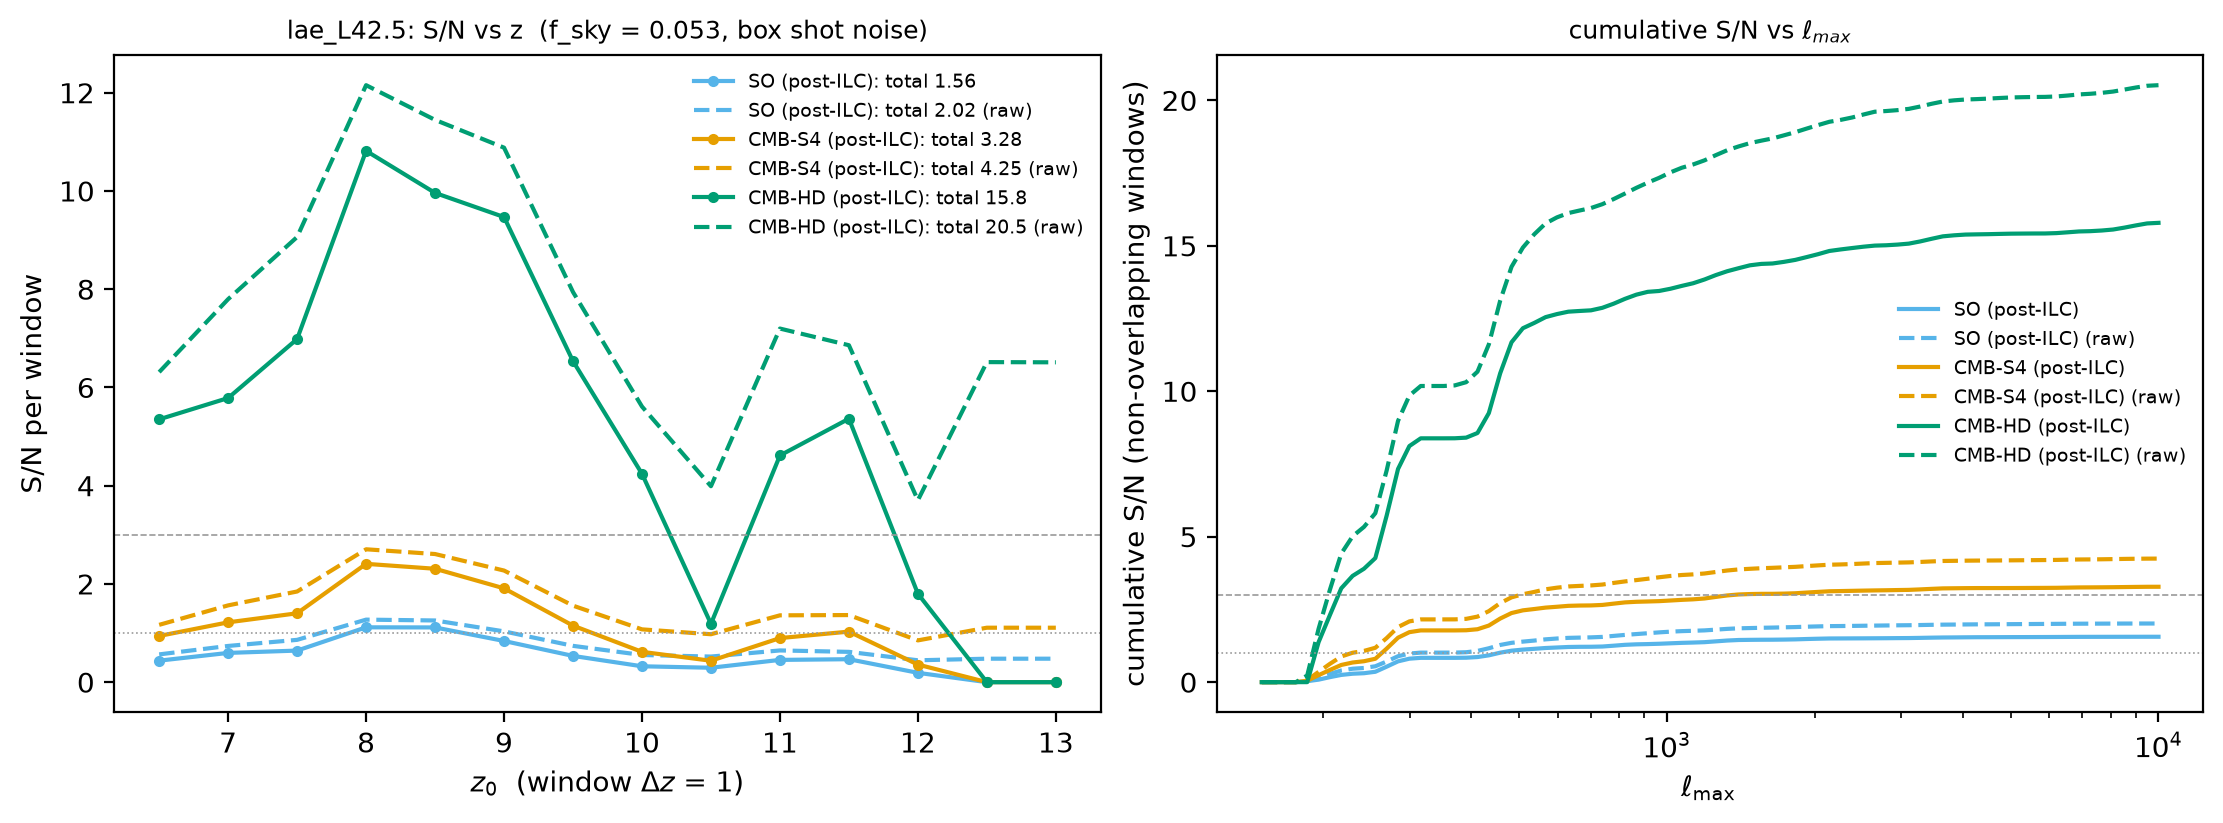 lae_L42.5: S/N vs z (f_sky = 0.053, box shot noise)
S/N per window
12
10
8
6
4
2
0
SO (post-ILC): total 1.56
SO (post-ILC): total 2.02 (raw)
CMB-S4 (post-ILC): total 3.28
CMB-S4 (post-ILC): total 4.25 (raw)
CMB-HD (post-ILC): total 15.8
CMB-HD (post-ILC): total 20.5 (raw)
7 8 9 10 11 12 13
z₀ (window Δz = 1)
cumulative S/N vs ℓ_max
cumulative S/N (non-overlapping windows)
20
15
10
5
0
SO (post-ILC)
SO (post-ILC) (raw)
CMB-S4 (post-ILC)
CMB-S4 (post-ILC) (raw)
CMB-HD (post-ILC)
CMB-HD (post-ILC) (raw)
10³ 10⁴
ℓ_max